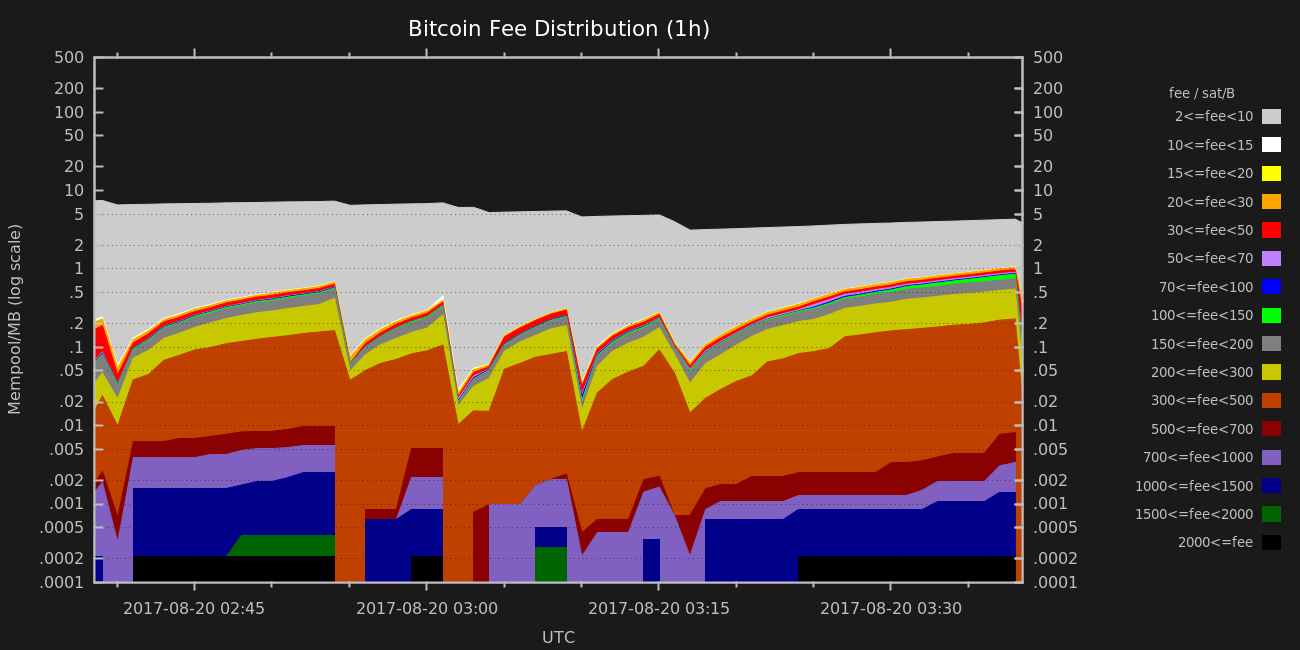 Bitcoin Fee Distribution (1h)
Mempool/MB (log scale)
500
200
100
50
20
10
5
2
1
.5
.2
.1
.05
.02
.01
.005
.002
.001
.0005
.0002
.0001
500
200
100
50
20
10
5
2
1
.5
.2
.1
.05
.02
.01
.005
.002
.001
.0005
.0002
.0001
fee / sat/B
2<=fee<10
10<=fee<15
15<=fee<20
20<=fee<30
30<=fee<50
50<=fee<70
70<=fee<100
100<=fee<150
150<=fee<200
200<=fee<300
300<=fee<500
500<=fee<700
700<=fee<1000
1000<=fee<1500
1500<=fee<2000
2000<=fee
2017-08-20 02:45 2017-08-20 03:00 2017-08-20 03:15 2017-08-20 03:30
UTC